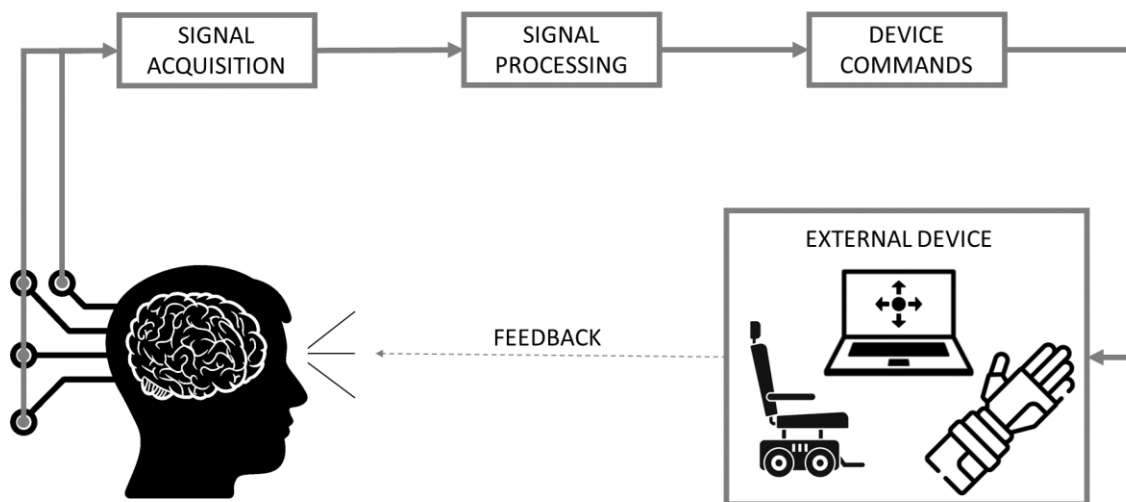 SIGNAL
ACQUISITION
SIGNAL
PROCESSING
DEVICE
COMMANDS
EXTERNAL DEVICE
FEEDBACK